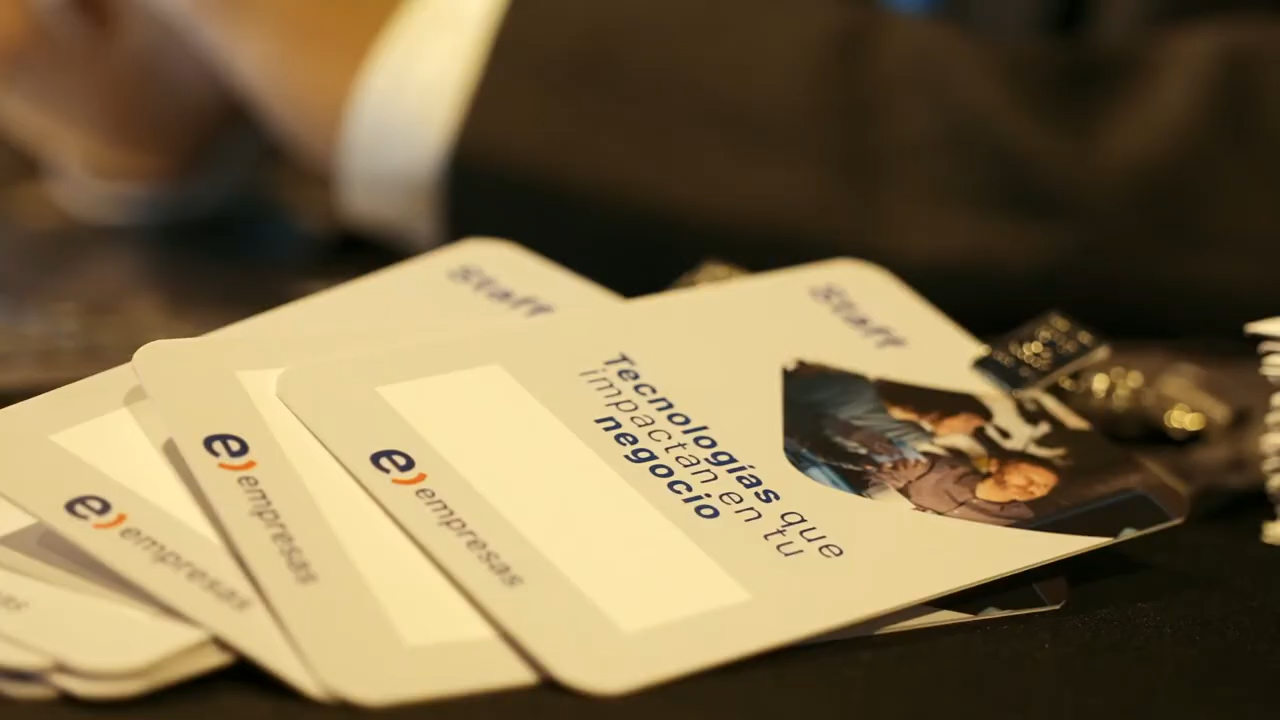 Staff
Staff
Tecnologías que
impactan en tu
negocio
e) empresas
e) empresas
e) empresas